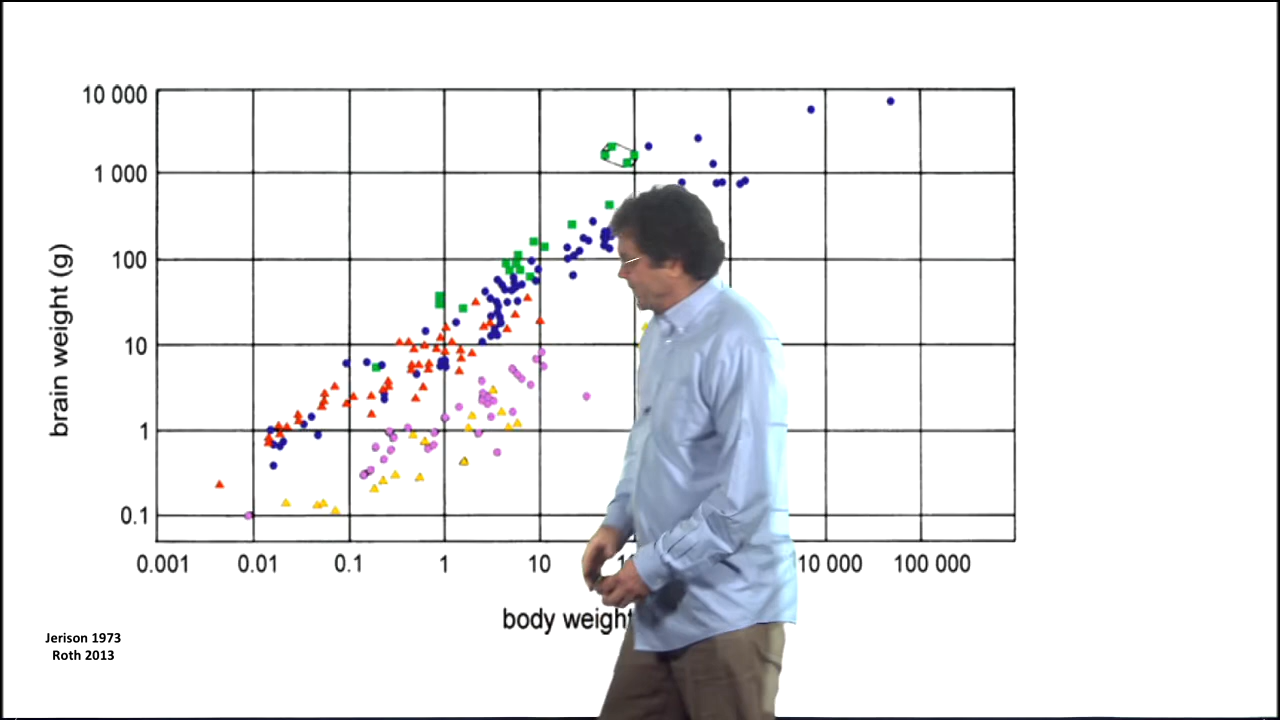 10 000
1 000
100
10
1
0.1
brain weight (g)
0.001 0.01 0.1 1 10 10 000 100 000
body weight
Jerison 1973
Roth 2013